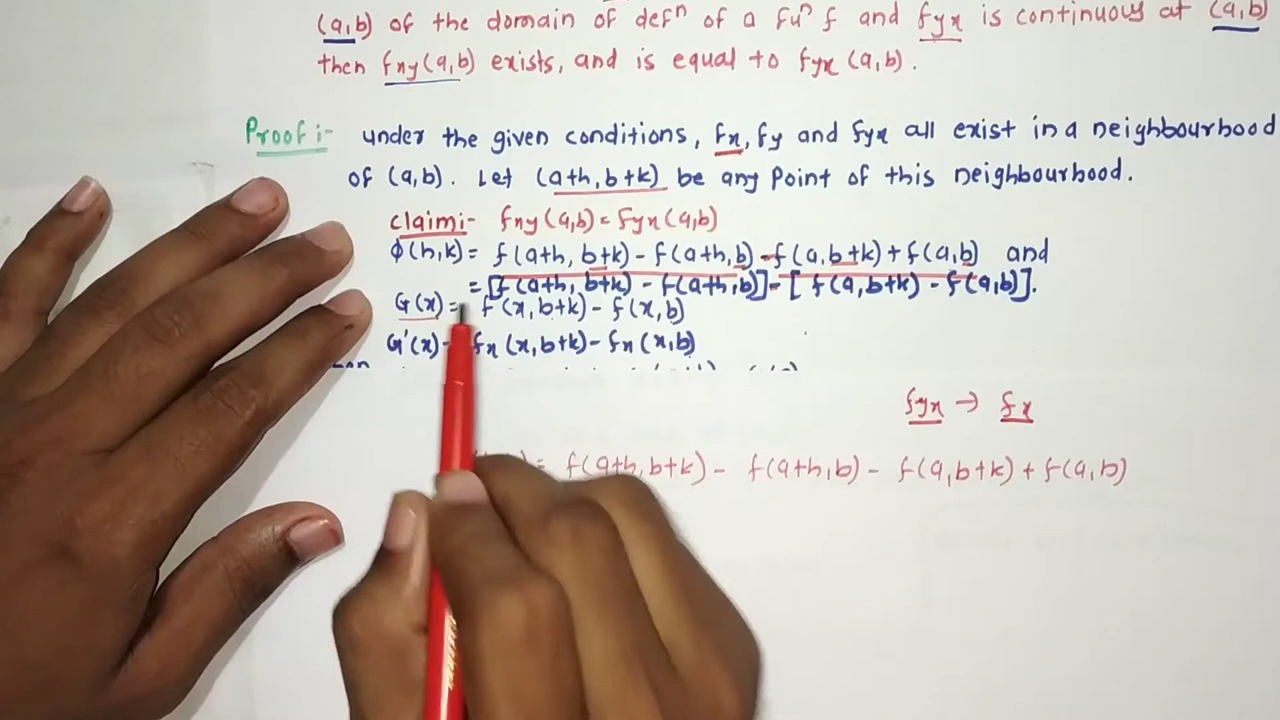 (a,b) of the domain of defⁿ of a fuⁿ f and fyx is continuous at (a,b)
then fxy(a,b) exists, and is equal to fyx (a,b).
Proof :- under the given conditions, fx, fy and fyx all exist in a neighbourhood
of (a,b). Let (a+h, b+k) be any Point of this neighbourhood.
claim:- fxy(a,b) = fyx(a,b)
Φ(h,k) = f(a+h, b+k) - f(a+h, b) - f(a, b+k) + f(a,b) and
= [f(a+h, b+k) - f(a+h, b)] - [f(a, b+k) - f(a,b)].
G(x) = f(x, b+k) - f(x, b)
G'(x) fx (x, b+k) - fx (x, b)
fyx → fx
= f(a+h, b+k) - f(a+h, b) - f(a, b+k) + f(a, b)